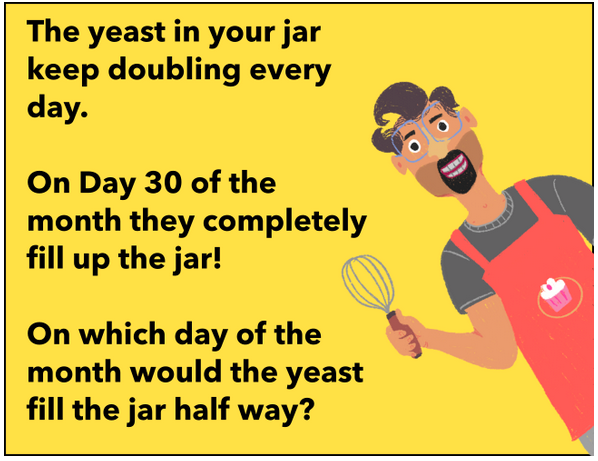 The yeast in your jar
keep doubling every
day.
On Day 30 of the
month they completely
fill up the jar!
On which day of the
month would the yeast
fill the jar half way?